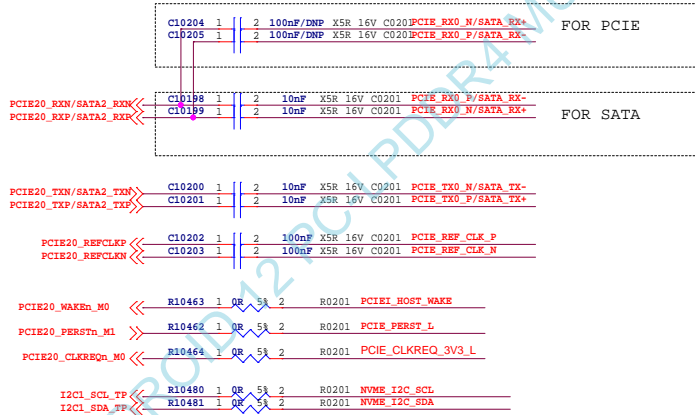 C10204 1 2 100nF/DNP X5R 16V C0201 PCIE_RX0_N/SATA_RX+ FOR PCIE
C10205 1 2 100nF/DNP X5R 16V C0201 PCIE_RX0_P/SATA_RX-
PCIE20_RXN/SATA2_RXN C10198 1 2 10nF X5R 16V C0201 PCIE_RX0_P/SATA_RX-
PCIE20_RXP/SATA2_RXP C10199 1 2 10nF X5R 16V C0201 PCIE_RX0_N/SATA_RX+ FOR SATA
PCIE20_TXN/SATA2_TXN C10200 1 2 10nF X5R 16V C0201 PCIE_TX0_N/SATA_TX-
PCIE20_TXP/SATA2_TXP C10201 1 2 10nF X5R 16V C0201 PCIE_TX0_P/SATA_TX+
PCIE20_REFCLKP C10202 1 2 100nF X5R 16V C0201 PCIE_REF_CLK_P
PCIE20_REFCLKN C10203 1 2 100nF X5R 16V C0201 PCIE_REF_CLK_N
PCIE20_WAKEn_M0 R10463 1 0R 5% 2 R0201 PCIEI_HOST_WAKE
PCIE20_PERSTn_M1 R10462 1 0R 5% 2 R0201 PCIE_PERST_L
PCIE20_CLKREQn_M0 R10464 1 0R 5% 2 R0201 PCIE_CLKREQ_3V3_L
I2C1_SCL_TP R10480 1 0R 5% 2 R0201 NVME_I2C_SCL
I2C1_SDA_TP R10481 1 0R 5% 2 R0201 NVME_I2C_SDA
ROID 12 PC LPDDR4